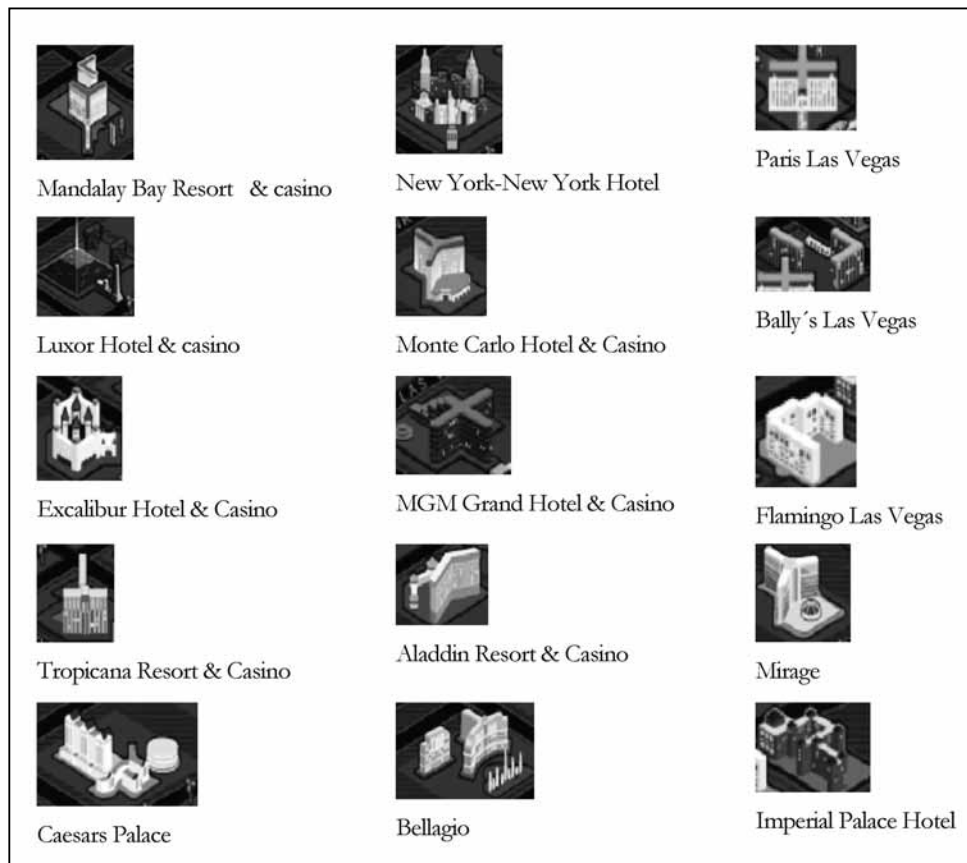 Mandalay Bay Resort & casino
New York-New York Hotel
Paris Las Vegas
Luxor Hotel & casino
Monte Carlo Hotel & Casino
Bally´s Las Vegas
Excalibur Hotel & Casino
MGM Grand Hotel & Casino
Flamingo Las Vegas
Tropicana Resort & Casino
Aladdin Resort & Casino
Mirage
Caesars Palace
Bellagio
Imperial Palace Hotel